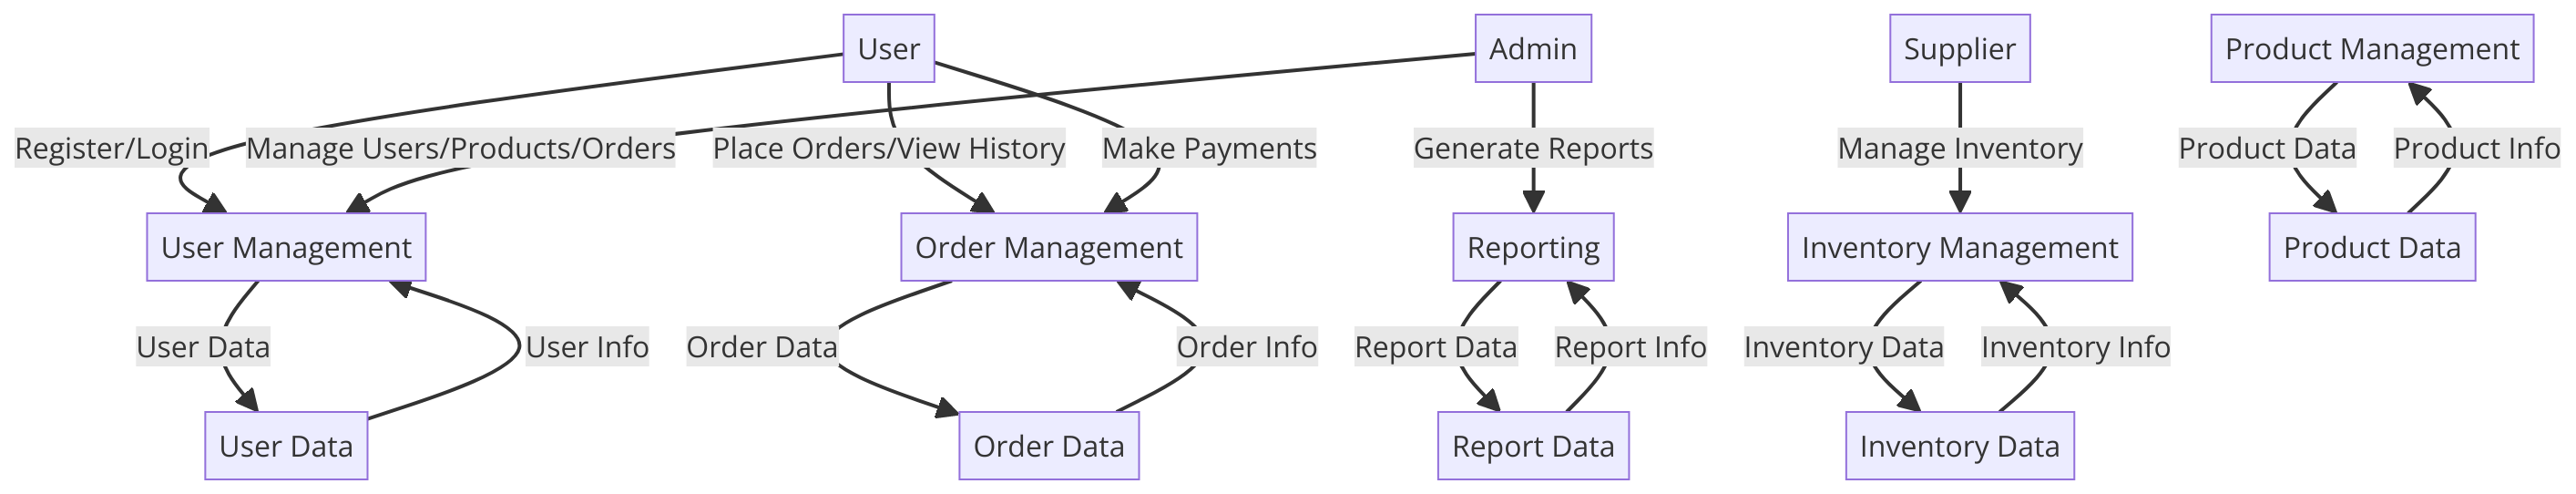 User
Admin
Supplier
Product Management
Register/Login
Manage Users/Products/Orders
Place Orders/View History
Make Payments
Generate Reports
Manage Inventory
Product Data
Product Info
User Management
Order Management
Reporting
Inventory Management
Product Data
User Data
User Info
Order Data
Order Info
Report Data
Report Info
Inventory Data
Inventory Info
User Data
Order Data
Report Data
Inventory Data